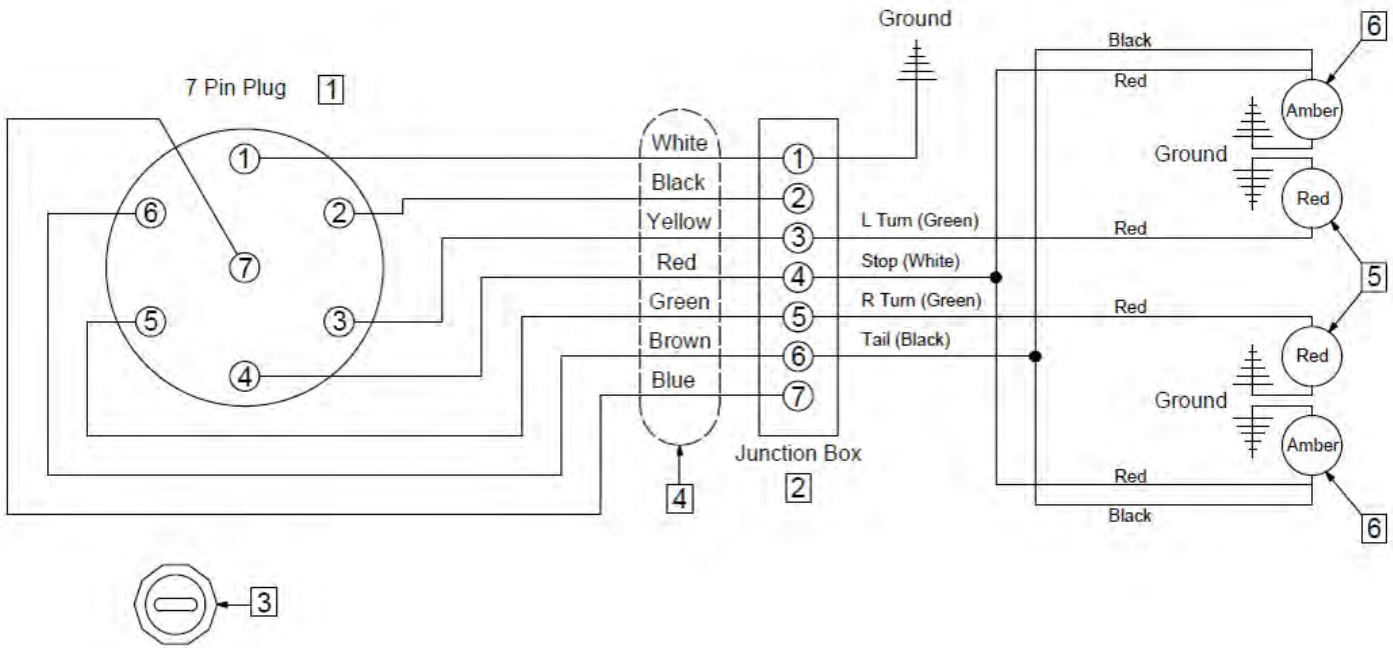 Ground
6
Black
7 Pin Plug
1
Red
Amber
1
White
1
Ground
6
2
Black
2
Red
Yellow
3
L Turn (Green)
Red
7
Red
4
Stop (White)
5
5
3
Green
5
R Turn (Green)
Red
4
Brown
6
Tail (Black)
Red
Blue
7
Ground
Junction Box
Amber
4
2
Red
Black
6
3